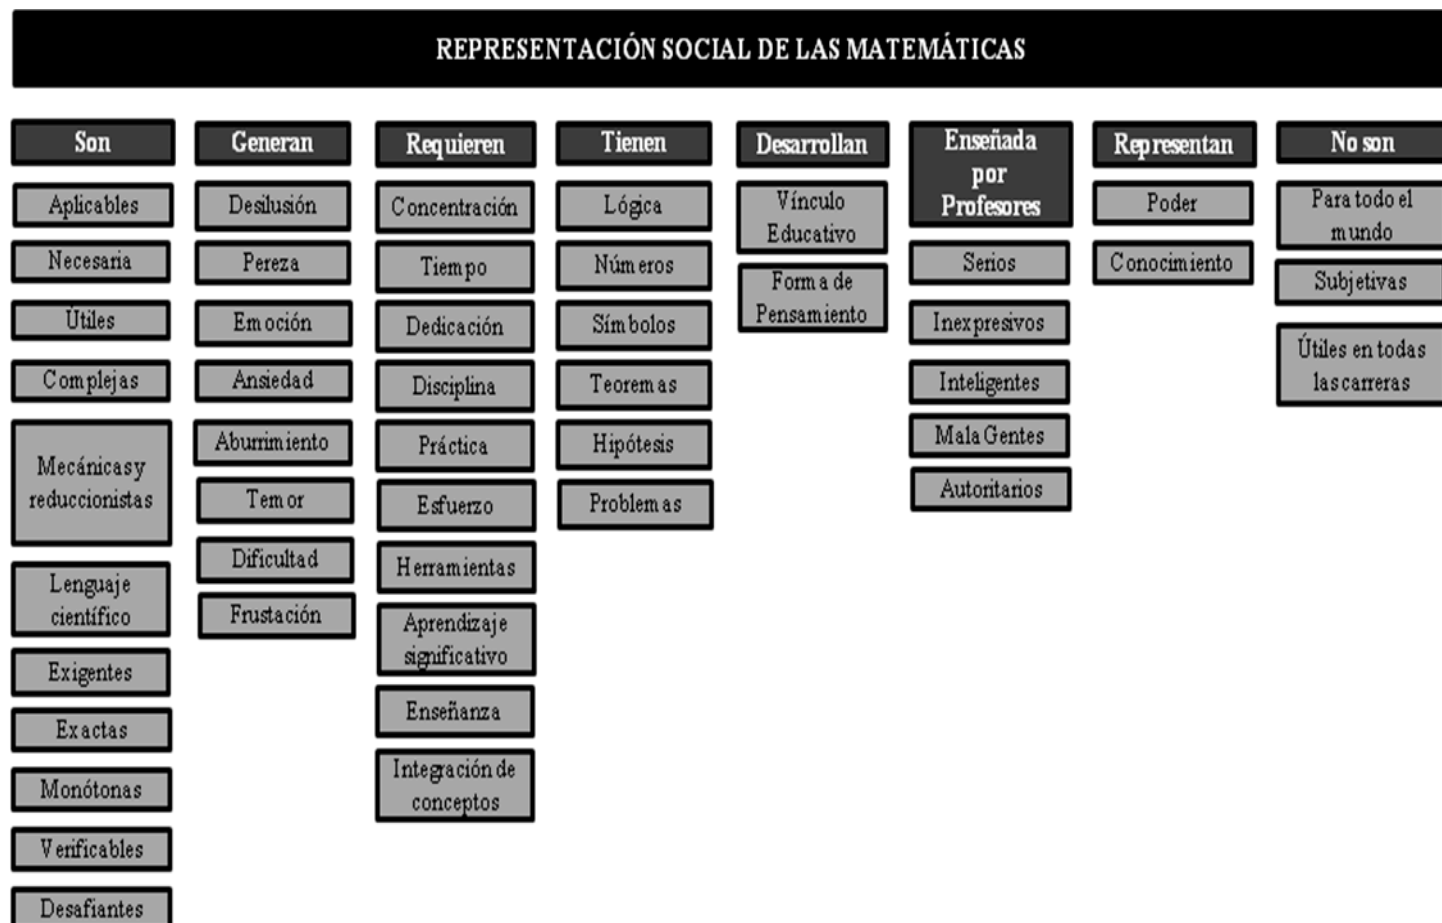 REPRESENTACIÓN SOCIAL DE LAS MATEMÁTICAS
Son
Aplicables
Necesaria
Útiles
Complejas
Mecánicas y
reduccionistas
Lenguaje
científico
Exigentes
Exactas
Monótonas
Verificables
Desafiantes
Generan
Desilusión
Pereza
Emoción
Ansiedad
Aburrimiento
Temor
Dificultad
Frustación
Requieren
Concentración
Tiempo
Dedicación
Disciplina
Práctica
Esfuerzo
Herramientas
Aprendizaje
significativo
Enseñanza
Integración de
conceptos
Tienen
Lógica
Números
Símbolos
Teoremas
Hipótesis
Problemas
Desarrollan
Vínculo
Educativo
Forma de
Pensamiento
Enseñada
por
Profesores
Serios
Inexpresivos
Inteligentes
Mala Gentes
Autoritarios
Representan
Poder
Conocimiento
No son
Para todo el
mundo
Subjetivas
Útiles en todas
las carreras